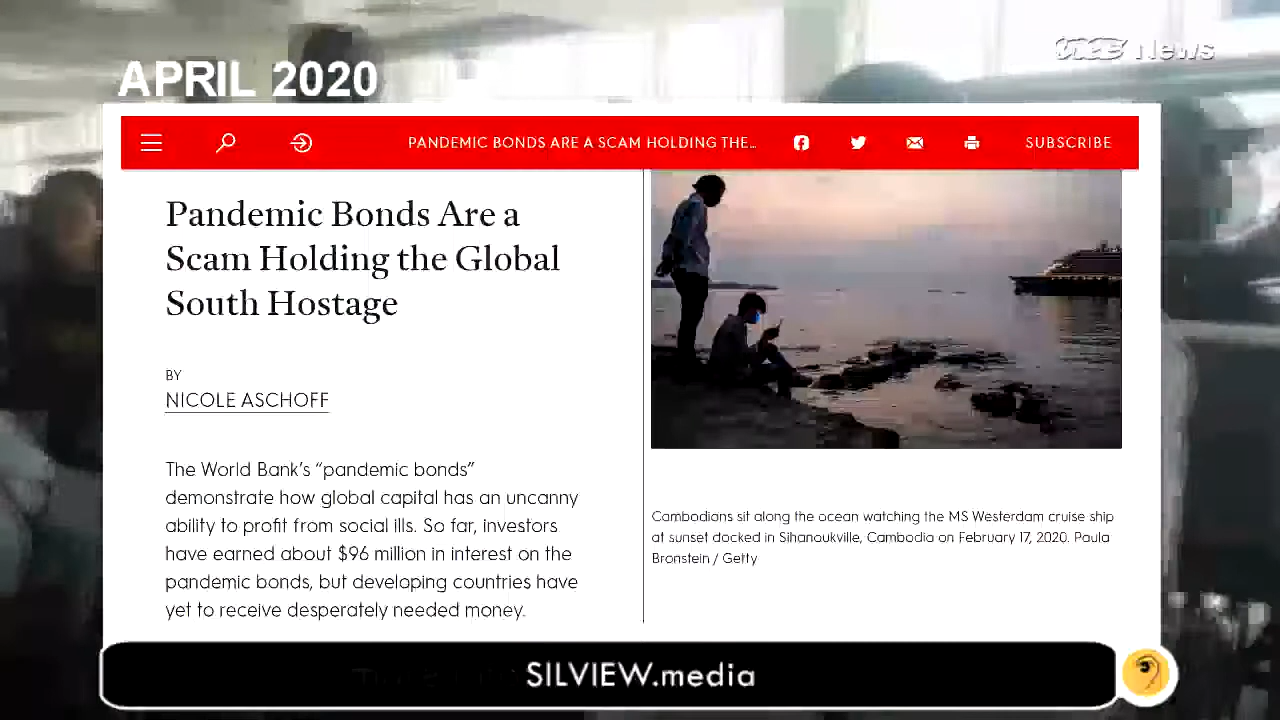 VICE News
APRIL 2020
PANDEMIC BONDS ARE A SCAM HOLDING THE...
SUBSCRIBE
Pandemic Bonds Are a
Scam Holding the Global
South Hostage
BY
NICOLE ASCHOFF
The World Bank's “pandemic bonds”
demonstrate how global capital has an uncanny
ability to profit from social ills. So far, investors
have earned about $96 million in interest on the
pandemic bonds, but developing countries have
yet to receive desperately needed money.
Cambodians sit along the ocean watching the MS Westerdam cruise ship
at sunset docked in Sihanoukville, Cambodia on February 17, 2020. Paula
Bronstein / Getty
SILVIEW.media